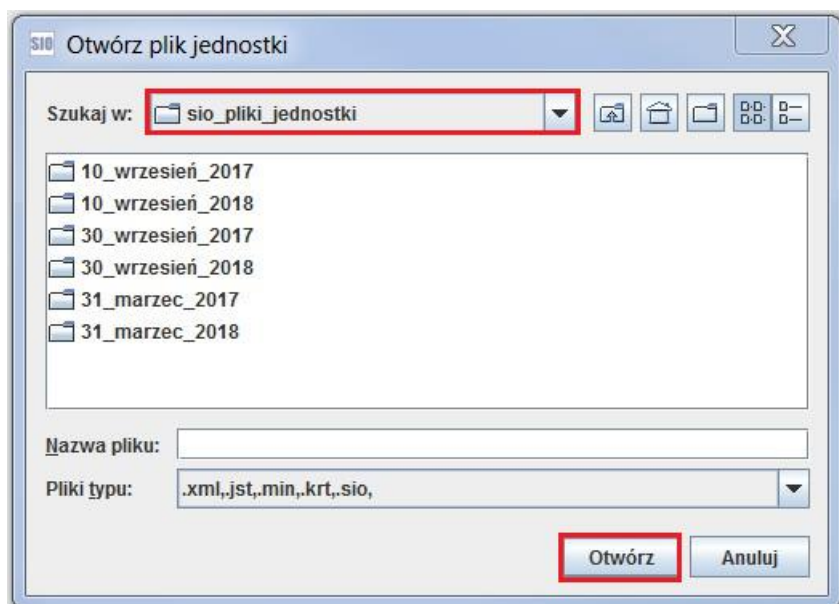 SIO Otwórz plik jednostki
Szukaj w: sio_pliki_jednostki
10_wrzesień_2017
10_wrzesień_2018
30_wrzesień_2017
30_wrzesień_2018
31_marzec_2017
31_marzec_2018
Nazwa pliku:
Pliki typu: .xml,.jst,.min,.krt,.sio,
Otwórz Anuluj